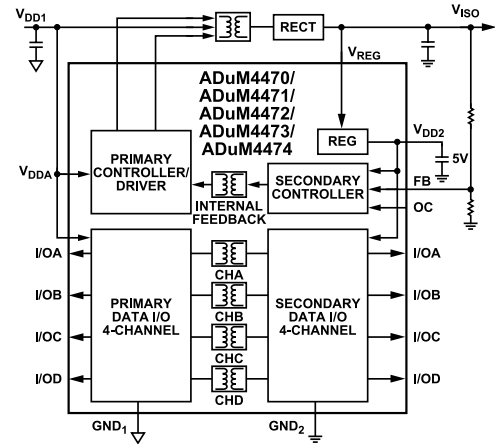 VDD1
RECT
VISO
VREG
ADuM4470/
ADuM4471/
ADuM4472/
ADuM4473/
ADuM4474
REG
VDD2
5V
PRIMARY
CONTROLLER/
DRIVER
VDDA
INTERNAL
FEEDBACK
SECONDARY
CONTROLLER
FB
OC
I/OA
I/OB
I/OC
I/OD
PRIMARY
DATA I/O
4-CHANNEL
CHA
CHB
CHC
CHD
SECONDARY
DATA I/O
4-CHANNEL
I/OA
I/OB
I/OC
I/OD
GND1
GND2